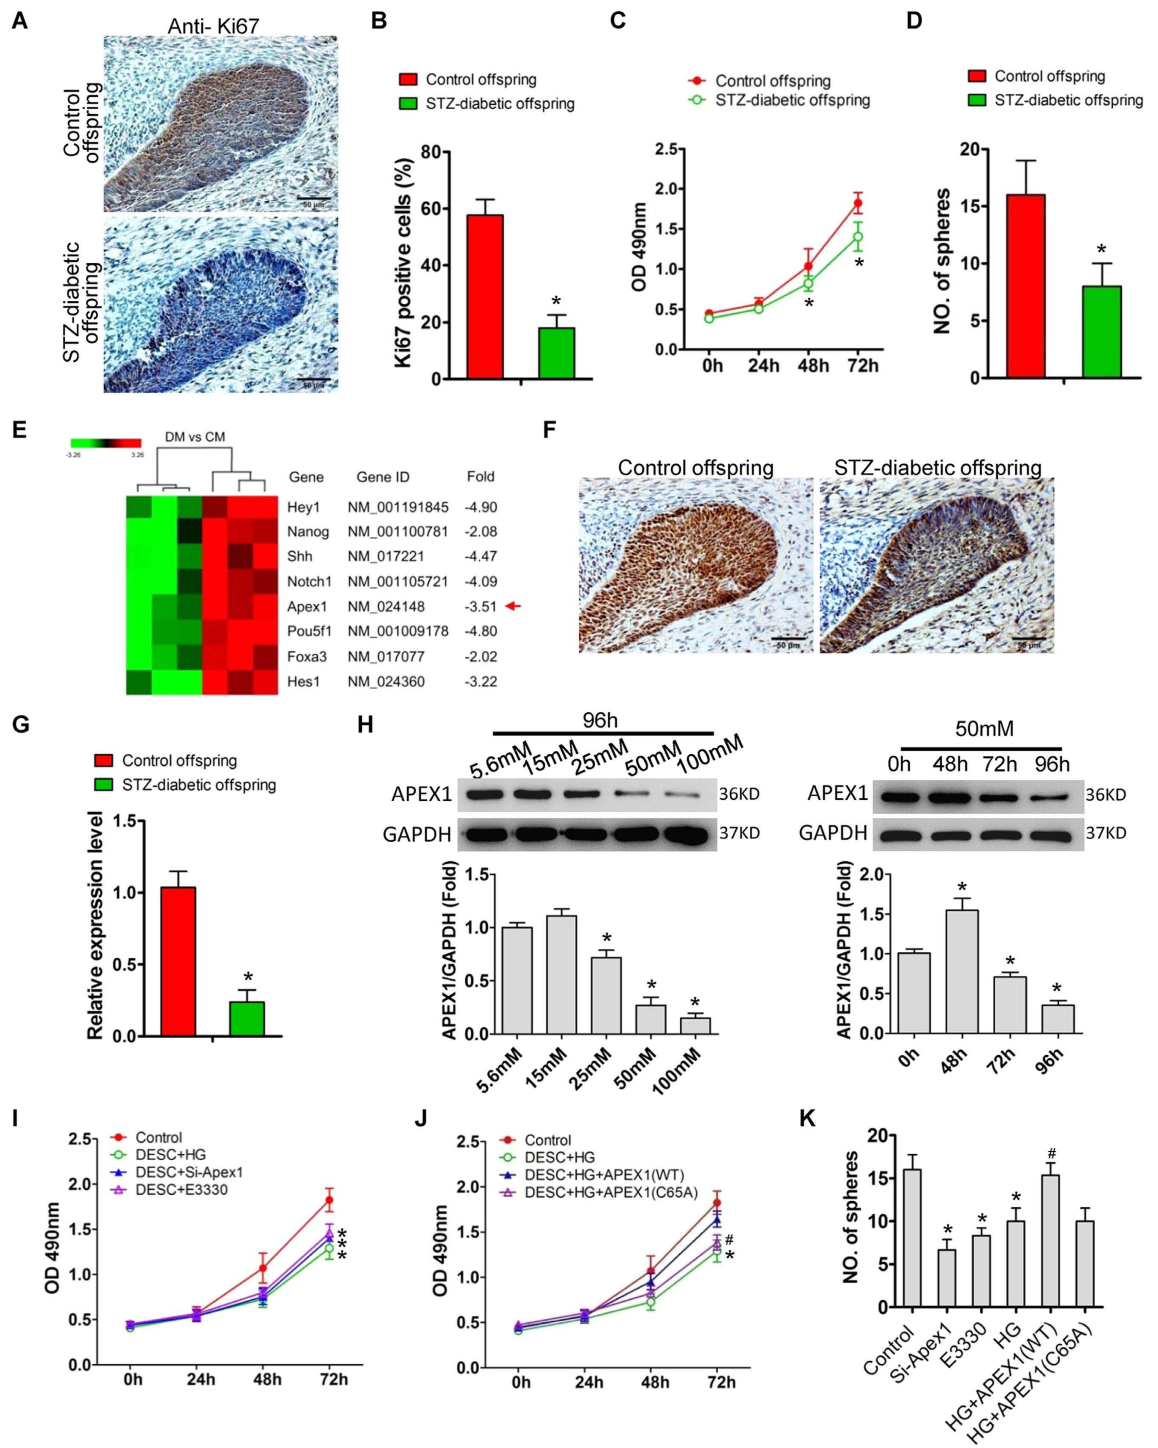 A
Anti- Ki67
Control
offspring
50 μm
STZ-diabetic
offspring
50 μm
B
Control offspring
STZ-diabetic offspring
Ki67 positive cells (%)
80
60
40
20
0
*
C
Control offspring
STZ-diabetic offspring
OD 490nm
2.5
2.0
1.5
1.0
0.5
0.0
* *
0h 24h 48h 72h
D
Control offspring
STZ-diabetic offspring
NO. of spheres
20
15
10
5
0
*
E
DM vs CM
-3.26 3.26
Gene Gene ID Fold
Hey1 NM_001191845 -4.90
Nanog NM_001100781 -2.08
Shh NM_017221 -4.47
Notch1 NM_001105721 -4.09
Apex1 NM_024148 -3.51
Pou5f1 NM_001009178 -4.80
Foxa3 NM_017077 -2.02
Hes1 NM_024360 -3.22
F
Control offspring STZ-diabetic offspring
50 μm 50 μm
G
Control offspring
STZ-diabetic offspring
Relative expression level
1.5
1.0
0.5
0.0
*
H
96h
5.6mM 15mM 25mM 50mM 100mM
APEX1 36KD
GAPDH 37KD
APEX1/GAPDH (Fold)
1.5
1.0
0.5
0.0
* * *
5.6mM 15mM 25mM 50mM 100mM
50mM
0h 48h 72h 96h
APEX1 36KD
GAPDH 37KD
APEX1/GAPDH (Fold)
2.0
1.5
1.0
0.5
0.0
* * *
0h 48h 72h 96h
I
Control
DESC+HG
DESC+Si-Apex1
DESC+E3330
OD 490nm
2.5
2.0
1.5
1.0
0.5
0.0
* * *
0h 24h 48h 72h
J
Control
DESC+HG
DESC+HG+APEX1(WT)
DESC+HG+APEX1(C65A)
OD 490nm
2.5
2.0
1.5
1.0
0.5
0.0
#
*
0h 24h 48h 72h
K
NO. of spheres
20
15
10
5
0
* * * #
Control Si-Apex1 E3330 HG HG+APEX1(WT) HG+APEX1(C65A)